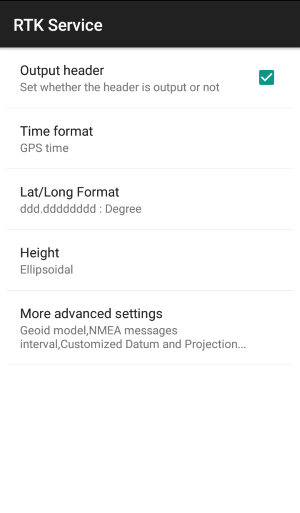 RTK Service
Output header
Set whether the header is output or not
Time format
GPS time
Lat/Long Format
ddd.dddddddd : Degree
Height
Ellipsoidal
More advanced settings
Geoid model,NMEA messages
interval,Customized Datum and Projection...